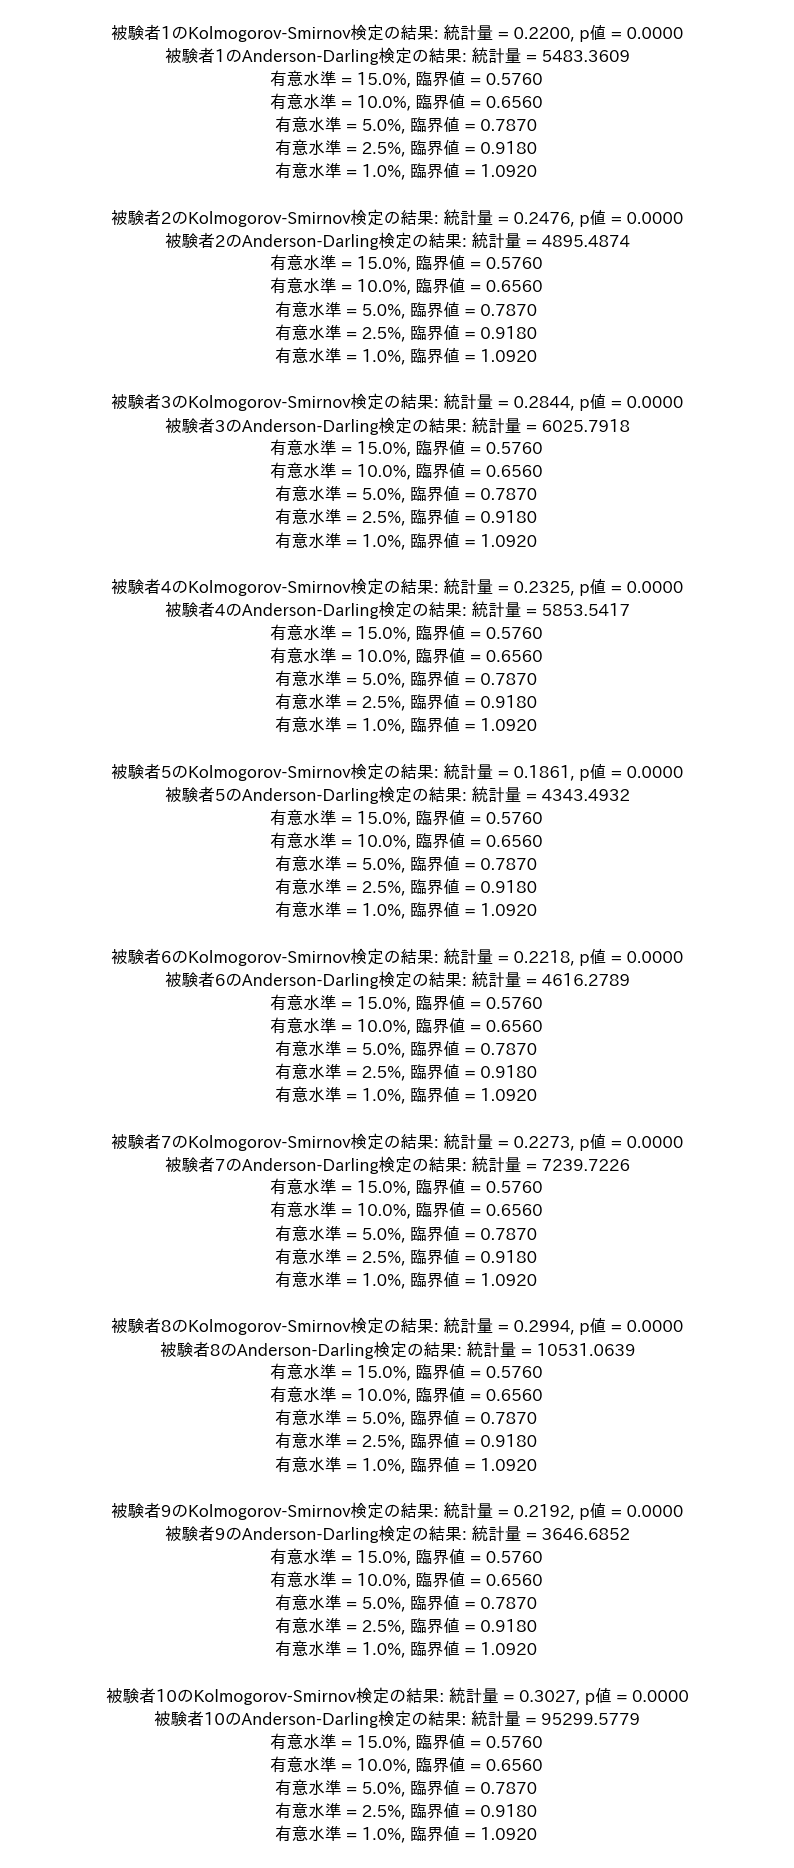 被験者1のKolmogorov-Smirnov検定の結果: 統計量 = 0.2200, p値 = 0.0000
被験者1のAnderson-Darling検定の結果: 統計量 = 5483.3609
有意水準 = 15.0%, 臨界値 = 0.5760
有意水準 = 10.0%, 臨界値 = 0.6560
有意水準 = 5.0%, 臨界値 = 0.7870
有意水準 = 2.5%, 臨界値 = 0.9180
有意水準 = 1.0%, 臨界値 = 1.0920
被験者2のKolmogorov-Smirnov検定の結果: 統計量 = 0.2476, p値 = 0.0000
被験者2のAnderson-Darling検定の結果: 統計量 = 4895.4874
有意水準 = 15.0%, 臨界値 = 0.5760
有意水準 = 10.0%, 臨界値 = 0.6560
有意水準 = 5.0%, 臨界値 = 0.7870
有意水準 = 2.5%, 臨界値 = 0.9180
有意水準 = 1.0%, 臨界値 = 1.0920
被験者3のKolmogorov-Smirnov検定の結果: 統計量 = 0.2844, p値 = 0.0000
被験者3のAnderson-Darling検定の結果: 統計量 = 6025.7918
有意水準 = 15.0%, 臨界値 = 0.5760
有意水準 = 10.0%, 臨界値 = 0.6560
有意水準 = 5.0%, 臨界値 = 0.7870
有意水準 = 2.5%, 臨界値 = 0.9180
有意水準 = 1.0%, 臨界値 = 1.0920
被験者4のKolmogorov-Smirnov検定の結果: 統計量 = 0.2325, p値 = 0.0000
被験者4のAnderson-Darling検定の結果: 統計量 = 5853.5417
有意水準 = 15.0%, 臨界値 = 0.5760
有意水準 = 10.0%, 臨界値 = 0.6560
有意水準 = 5.0%, 臨界値 = 0.7870
有意水準 = 2.5%, 臨界値 = 0.9180
有意水準 = 1.0%, 臨界値 = 1.0920
被験者5のKolmogorov-Smirnov検定の結果: 統計量 = 0.1861, p値 = 0.0000
被験者5のAnderson-Darling検定の結果: 統計量 = 4343.4932
有意水準 = 15.0%, 臨界値 = 0.5760
有意水準 = 10.0%, 臨界値 = 0.6560
有意水準 = 5.0%, 臨界値 = 0.7870
有意水準 = 2.5%, 臨界値 = 0.9180
有意水準 = 1.0%, 臨界値 = 1.0920
被験者6のKolmogorov-Smirnov検定の結果: 統計量 = 0.2218, p値 = 0.0000
被験者6のAnderson-Darling検定の結果: 統計量 = 4616.2789
有意水準 = 15.0%, 臨界値 = 0.5760
有意水準 = 10.0%, 臨界値 = 0.6560
有意水準 = 5.0%, 臨界値 = 0.7870
有意水準 = 2.5%, 臨界値 = 0.9180
有意水準 = 1.0%, 臨界値 = 1.0920
被験者7のKolmogorov-Smirnov検定の結果: 統計量 = 0.2273, p値 = 0.0000
被験者7のAnderson-Darling検定の結果: 統計量 = 7239.7226
有意水準 = 15.0%, 臨界値 = 0.5760
有意水準 = 10.0%, 臨界値 = 0.6560
有意水準 = 5.0%, 臨界値 = 0.7870
有意水準 = 2.5%, 臨界値 = 0.9180
有意水準 = 1.0%, 臨界値 = 1.0920
被験者8のKolmogorov-Smirnov検定の結果: 統計量 = 0.2994, p値 = 0.0000
被験者8のAnderson-Darling検定の結果: 統計量 = 10531.0639
有意水準 = 15.0%, 臨界値 = 0.5760
有意水準 = 10.0%, 臨界値 = 0.6560
有意水準 = 5.0%, 臨界値 = 0.7870
有意水準 = 2.5%, 臨界値 = 0.9180
有意水準 = 1.0%, 臨界値 = 1.0920
被験者9のKolmogorov-Smirnov検定の結果: 統計量 = 0.2192, p値 = 0.0000
被験者9のAnderson-Darling検定の結果: 統計量 = 3646.6852
有意水準 = 15.0%, 臨界値 = 0.5760
有意水準 = 10.0%, 臨界値 = 0.6560
有意水準 = 5.0%, 臨界値 = 0.7870
有意水準 = 2.5%, 臨界値 = 0.9180
有意水準 = 1.0%, 臨界値 = 1.0920
被験者10のKolmogorov-Smirnov検定の結果: 統計量 = 0.3027, p値 = 0.0000
被験者10のAnderson-Darling検定の結果: 統計量 = 95299.5779
有意水準 = 15.0%, 臨界値 = 0.5760
有意水準 = 10.0%, 臨界値 = 0.6560
有意水準 = 5.0%, 臨界値 = 0.7870
有意水準 = 2.5%, 臨界値 = 0.9180
有意水準 = 1.0%, 臨界値 = 1.0920